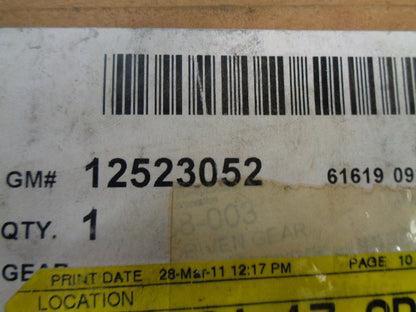 GM# 12523052 61619 09
QTY. 1
8-003
DRIVEN GEAR
GEAR
PRINT DATE 28-Mar-11 12:17 PM PAGE 10
LOCATION